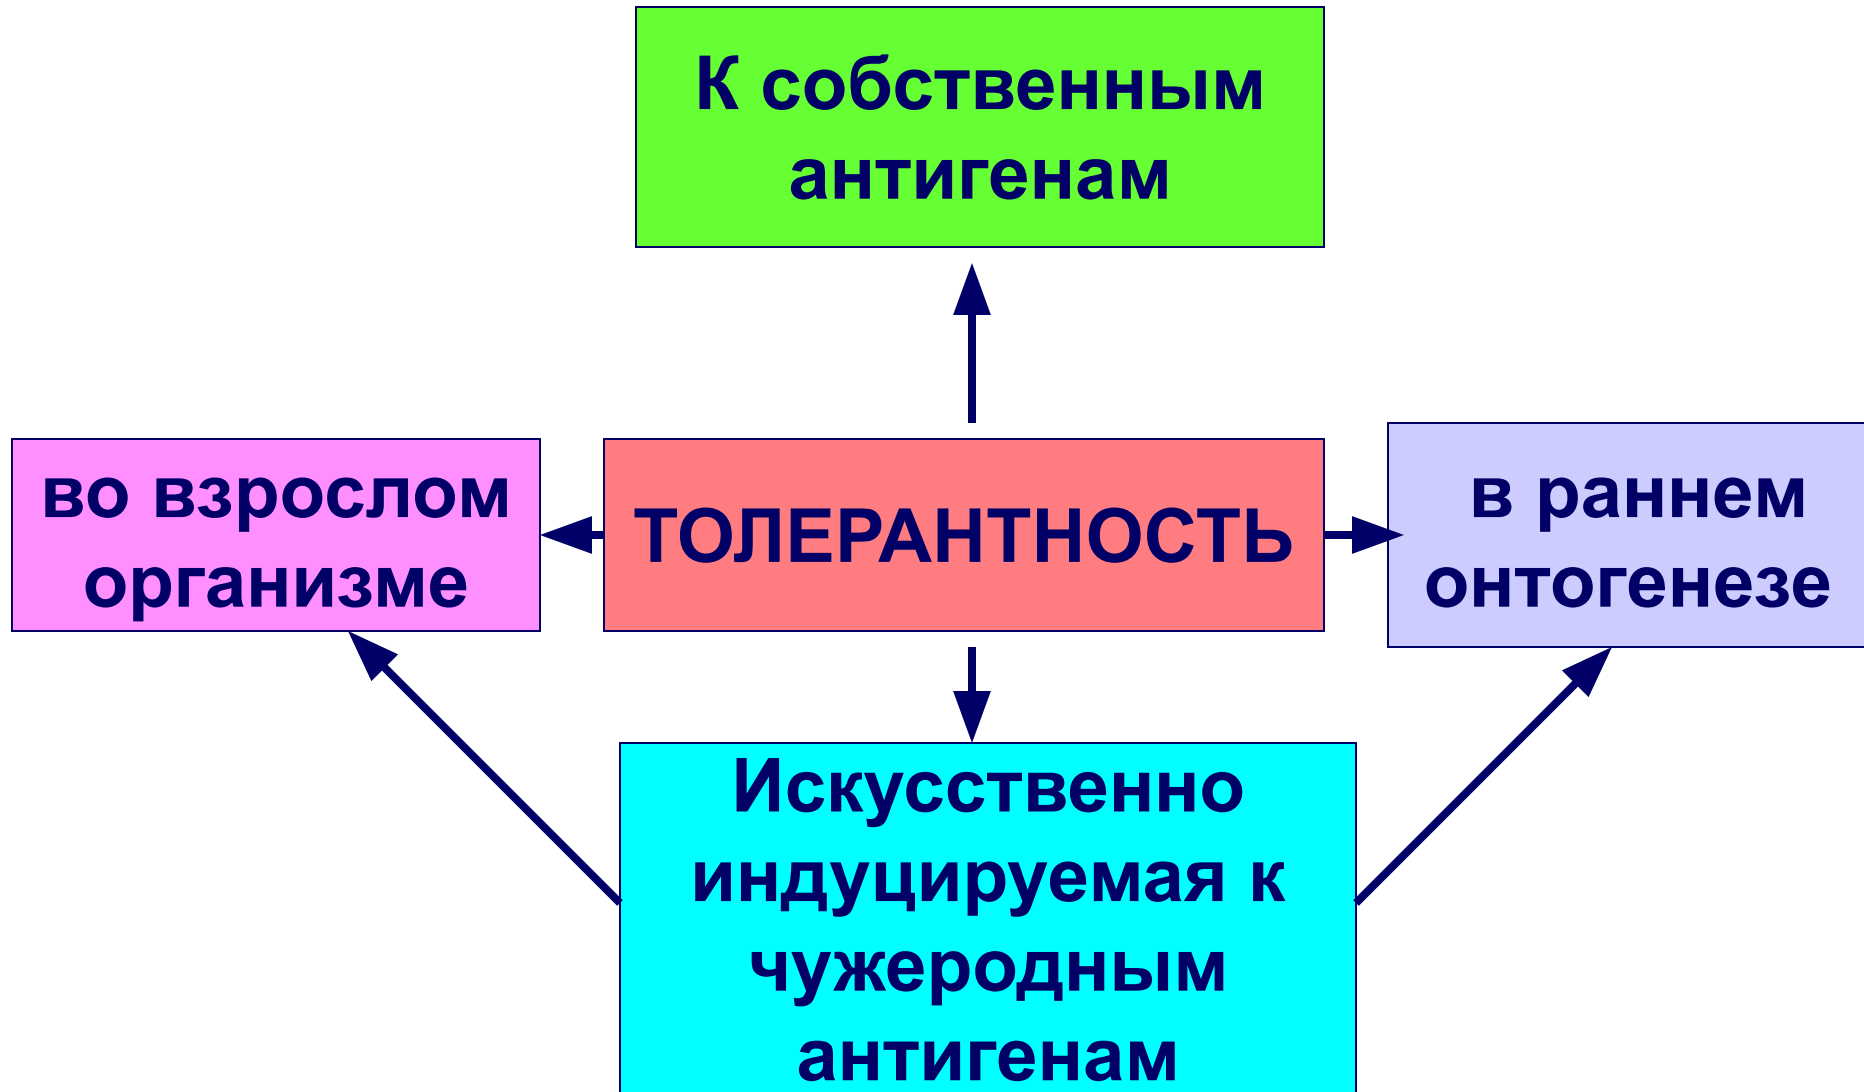 К собственным
антигенам
во взрослом
организме
ТОЛЕРАНТНОСТЬ
в раннем
онтогенезе
Искусственно
индуцируемая к
чужеродным
антигенам